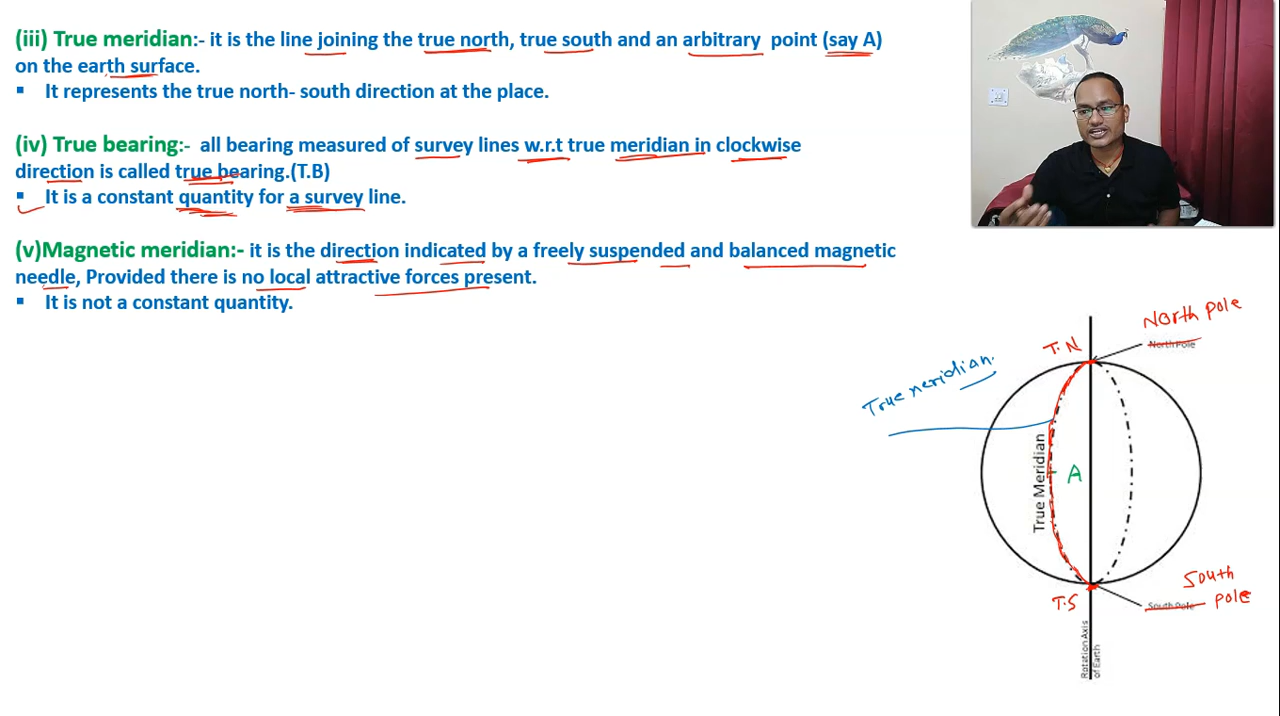 (iii) True meridian:- it is the line joining the true north, true south and an arbitrary point (say A)
on the earth surface.
▪ It represents the true north- south direction at the place.
(iv) True bearing:- all bearing measured of survey lines w.r.t true meridian in clockwise
direction is called true bearing.(T.B)
▪ It is a constant quantity for a survey line.
(v)Magnetic meridian:- it is the direction indicated by a freely suspended and balanced magnetic
needle, Provided there is no local attractive forces present.
▪ It is not a constant quantity.
North pole
T.N
North Pole
True meridian.
True Meridian
A
South
pole
T.S
South Pole
Rotation Axis
of Earth